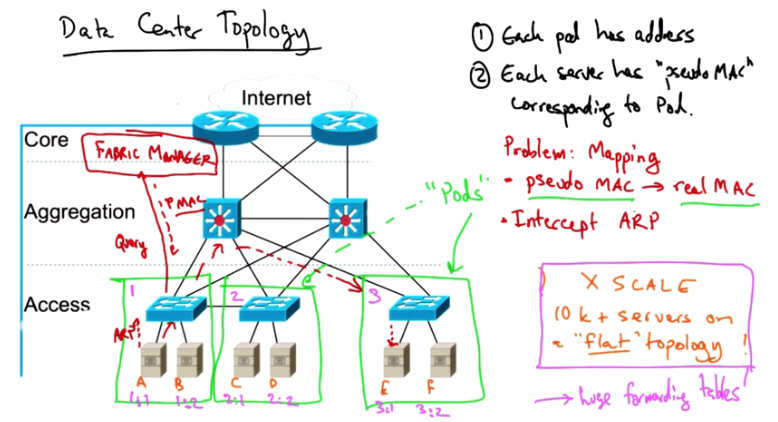 Data Center Topology
Internet
Core
FABRIC MANAGER
Aggregation
PMAC
Query
"Pods"
Access
1
2
3
ARP
A
B
C
D
E
F
1:1
1:2
2:1
2:2
3:1
3:2
① Each pod has address
② Each server has "pseudo MAC"
corresponding to Pod.
Problem: Mapping
• pseudo MAC → real MAC
• Intercept ARP
X SCALE
10k+ servers on
a "flat" topology!
→ huge forwarding tables